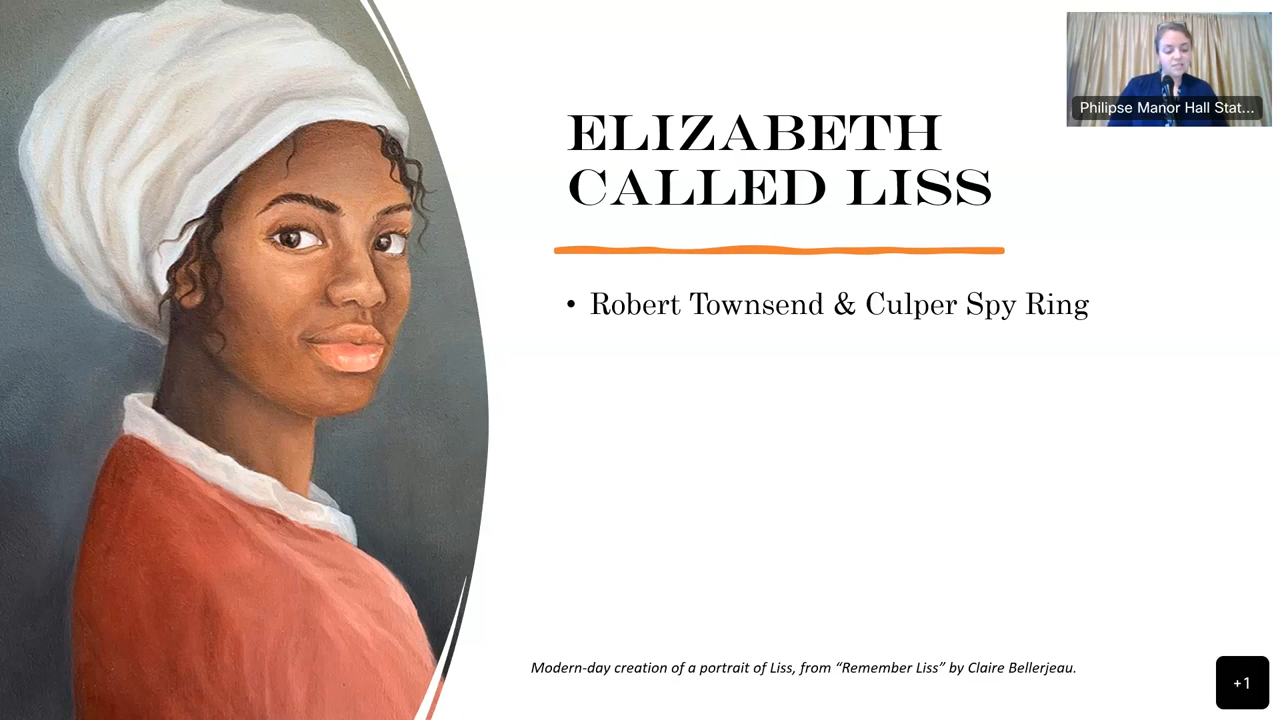 Philipse Manor Hall Stat...
ELIZABETH
CALLED LISS
• Robert Townsend & Culper Spy Ring
Modern-day creation of a portrait of Liss, from “Remember Liss” by Claire Bellerjeau.
+1